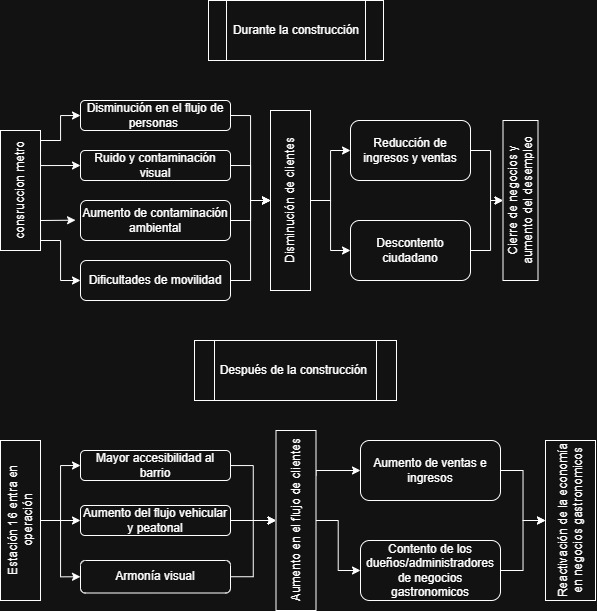 Durante la construcción
consruccion metro
Disminución en el flujo de
personas
Ruido y contaminación
visual
Aumento de contaminación
ambiental
Dificultades de movilidad
Disminución de clientes
Reducción de
ingresos y ventas
Descontento
ciudadano
Cierre de negocios y
aumento del desempleo
Después de la construcción
Estación 16 entra en
operación
Mayor accesibilidad al
barrio
Aumento del flujo vehicular
y peatonal
Armonía visual
Aumento en el flujo de clientes
Aumento de ventas e
ingresos
Contento de los
dueños/administradores
de negocios
gastronomicos
Reactivación de la economía
en negocios gastronomicos